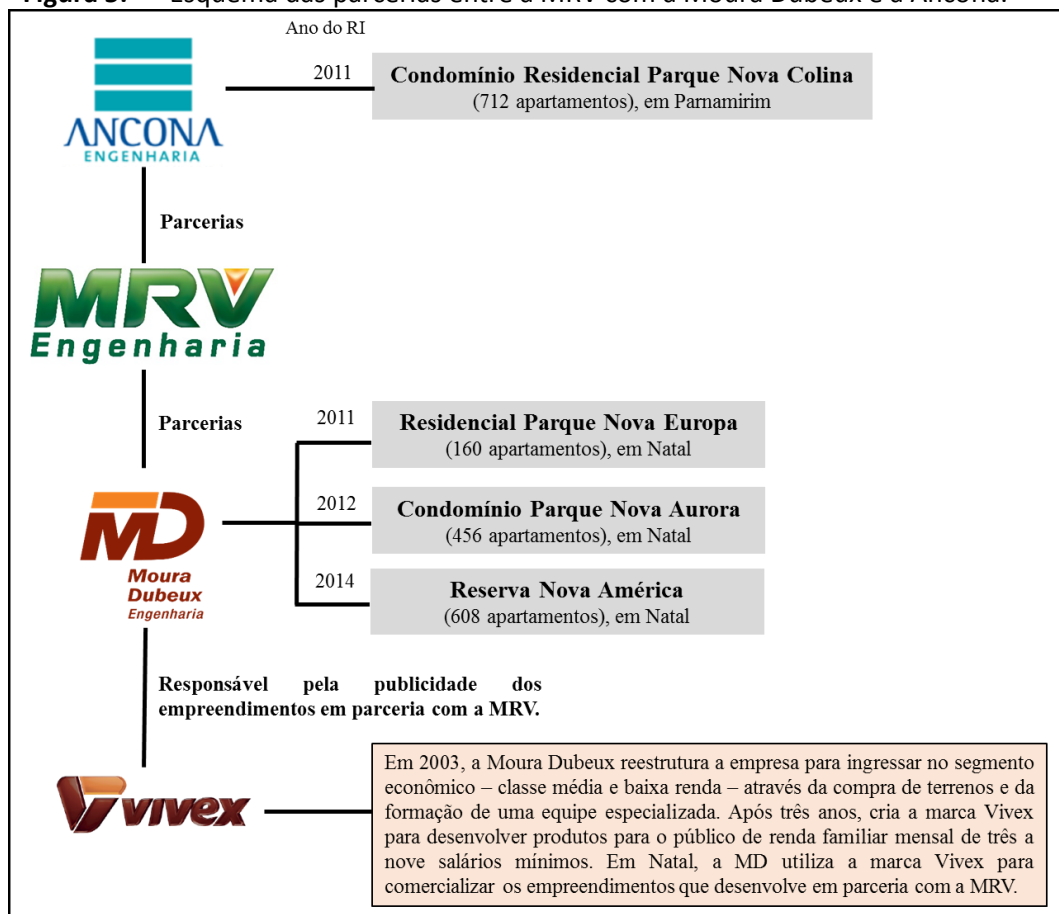 Figura 3. Esquema das parcerias entre a MRV com a Moura Dubeux e a Ancona.
Ano do RI
ANCONA
ENGENHARIA
2011
Condomínio Residencial Parque Nova Colina
(712 apartamentos), em Parnamirim
Parcerias
MRV
Engenharia
Parcerias
2011
Residencial Parque Nova Europa
(160 apartamentos), em Natal
MD
Moura
Dubeux
Engenharia
2012
Condomínio Parque Nova Aurora
(456 apartamentos), em Natal
2014
Reserva Nova América
(608 apartamentos), em Natal
Responsável pela publicidade dos
empreendimentos em parceria com a MRV.
vivex
Em 2003, a Moura Dubeux reestrutura a empresa para ingressar no segmento
econômico – classe média e baixa renda – através da compra de terrenos e da
formação de uma equipe especializada. Após três anos, cria a marca Vivex
para desenvolver produtos para o público de renda familiar mensal de três a
nove salários mínimos. Em Natal, a MD utiliza a marca Vivex para
comercializar os empreendimentos que desenvolve em parceria com a MRV.